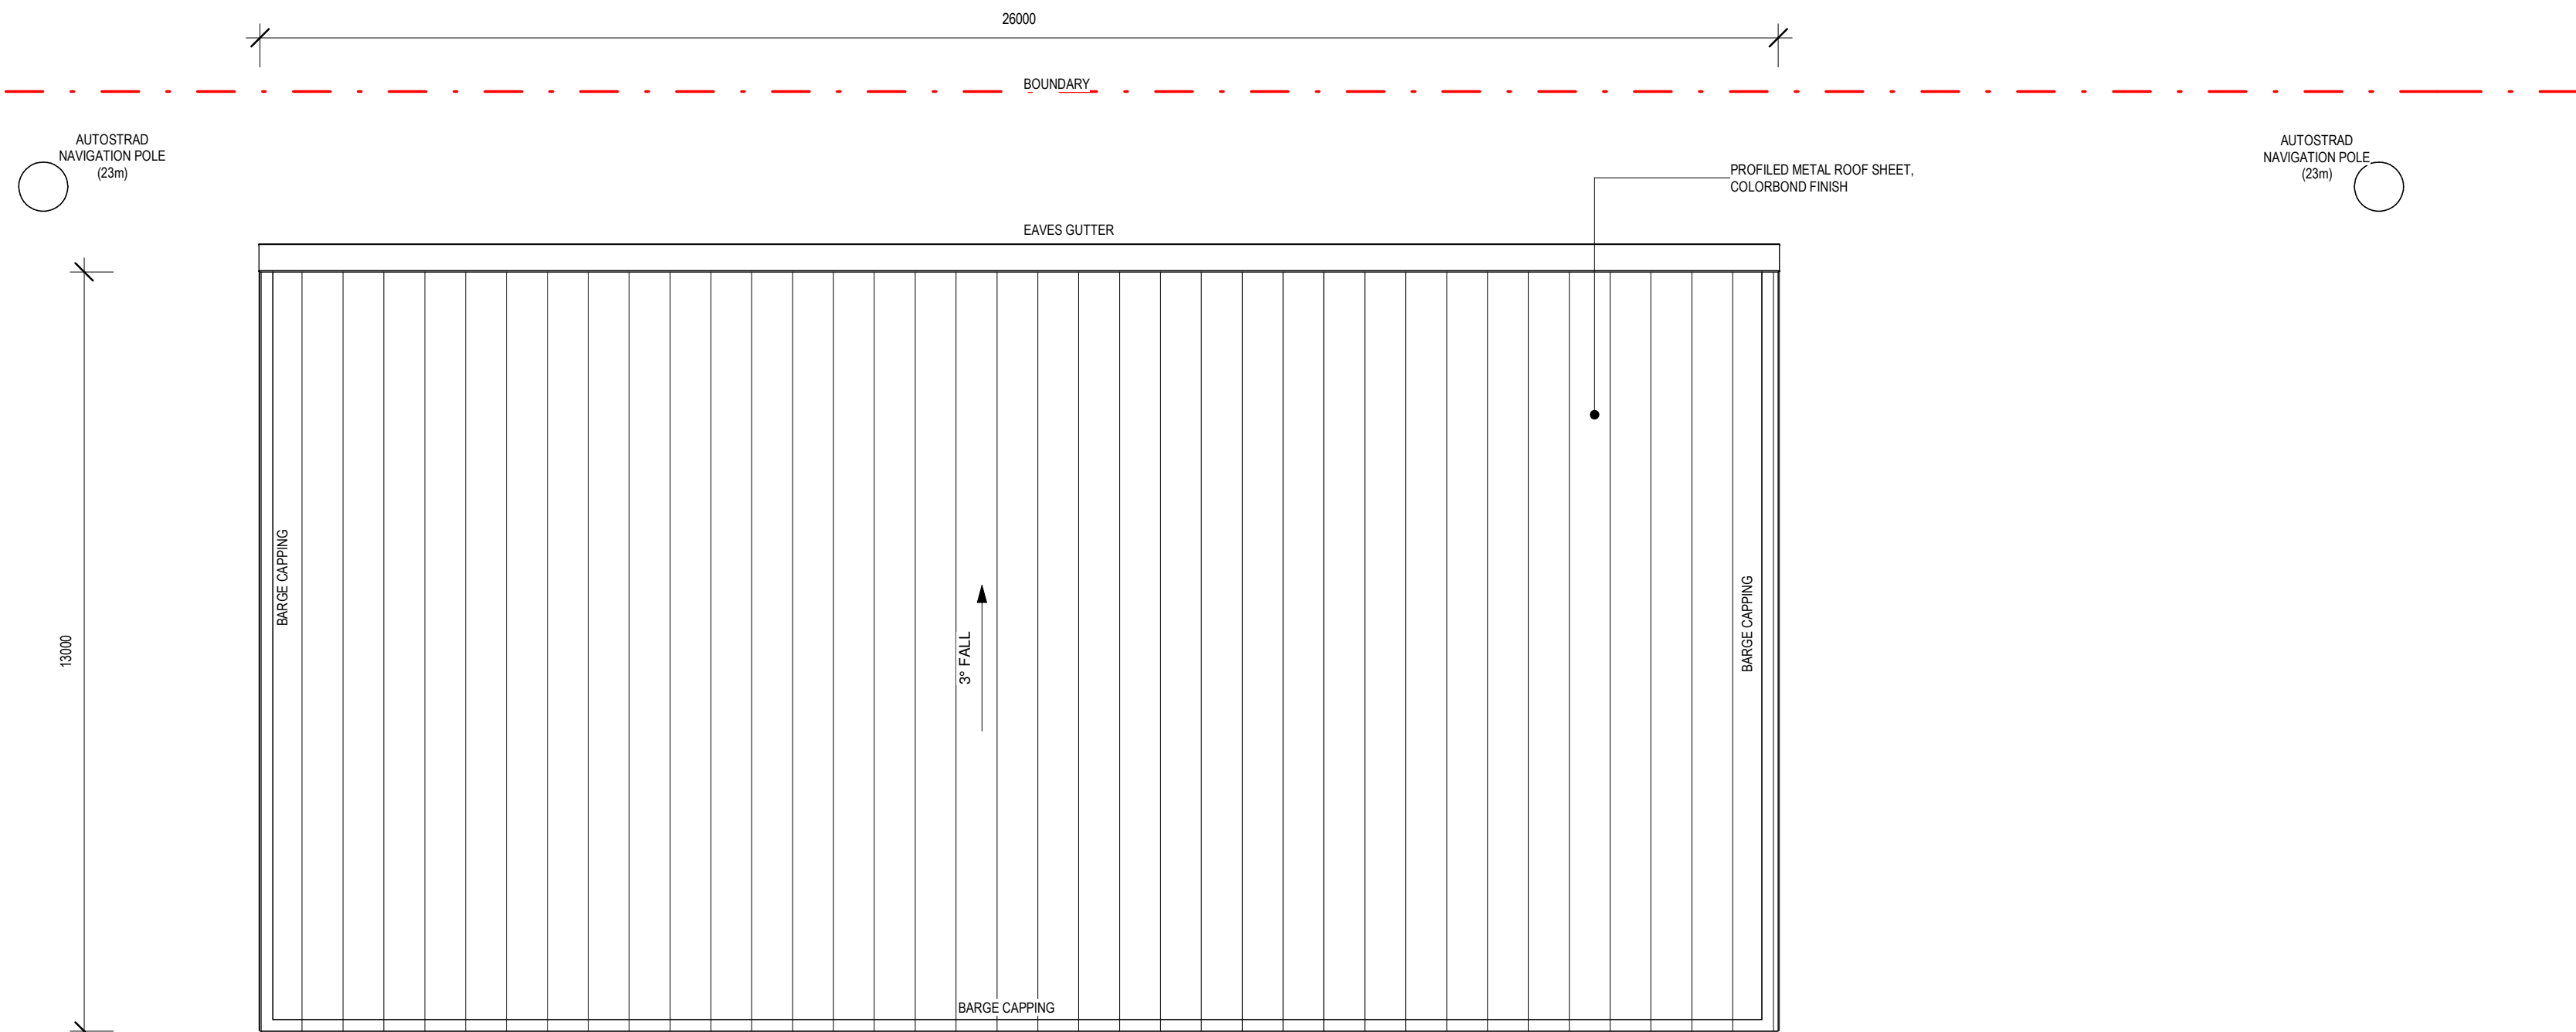 26000
BOUNDARY
AUTOSTRAD
NAVIGATION POLE
(23m)
AUTOSTRAD
NAVIGATION POLE
(23m)
PROFILED METAL ROOF SHEET,
COLORBOND FINISH
EAVES GUTTER
BARGE CAPPING
BARGE CAPPING
13000
3° FALL
BARGE CAPPING